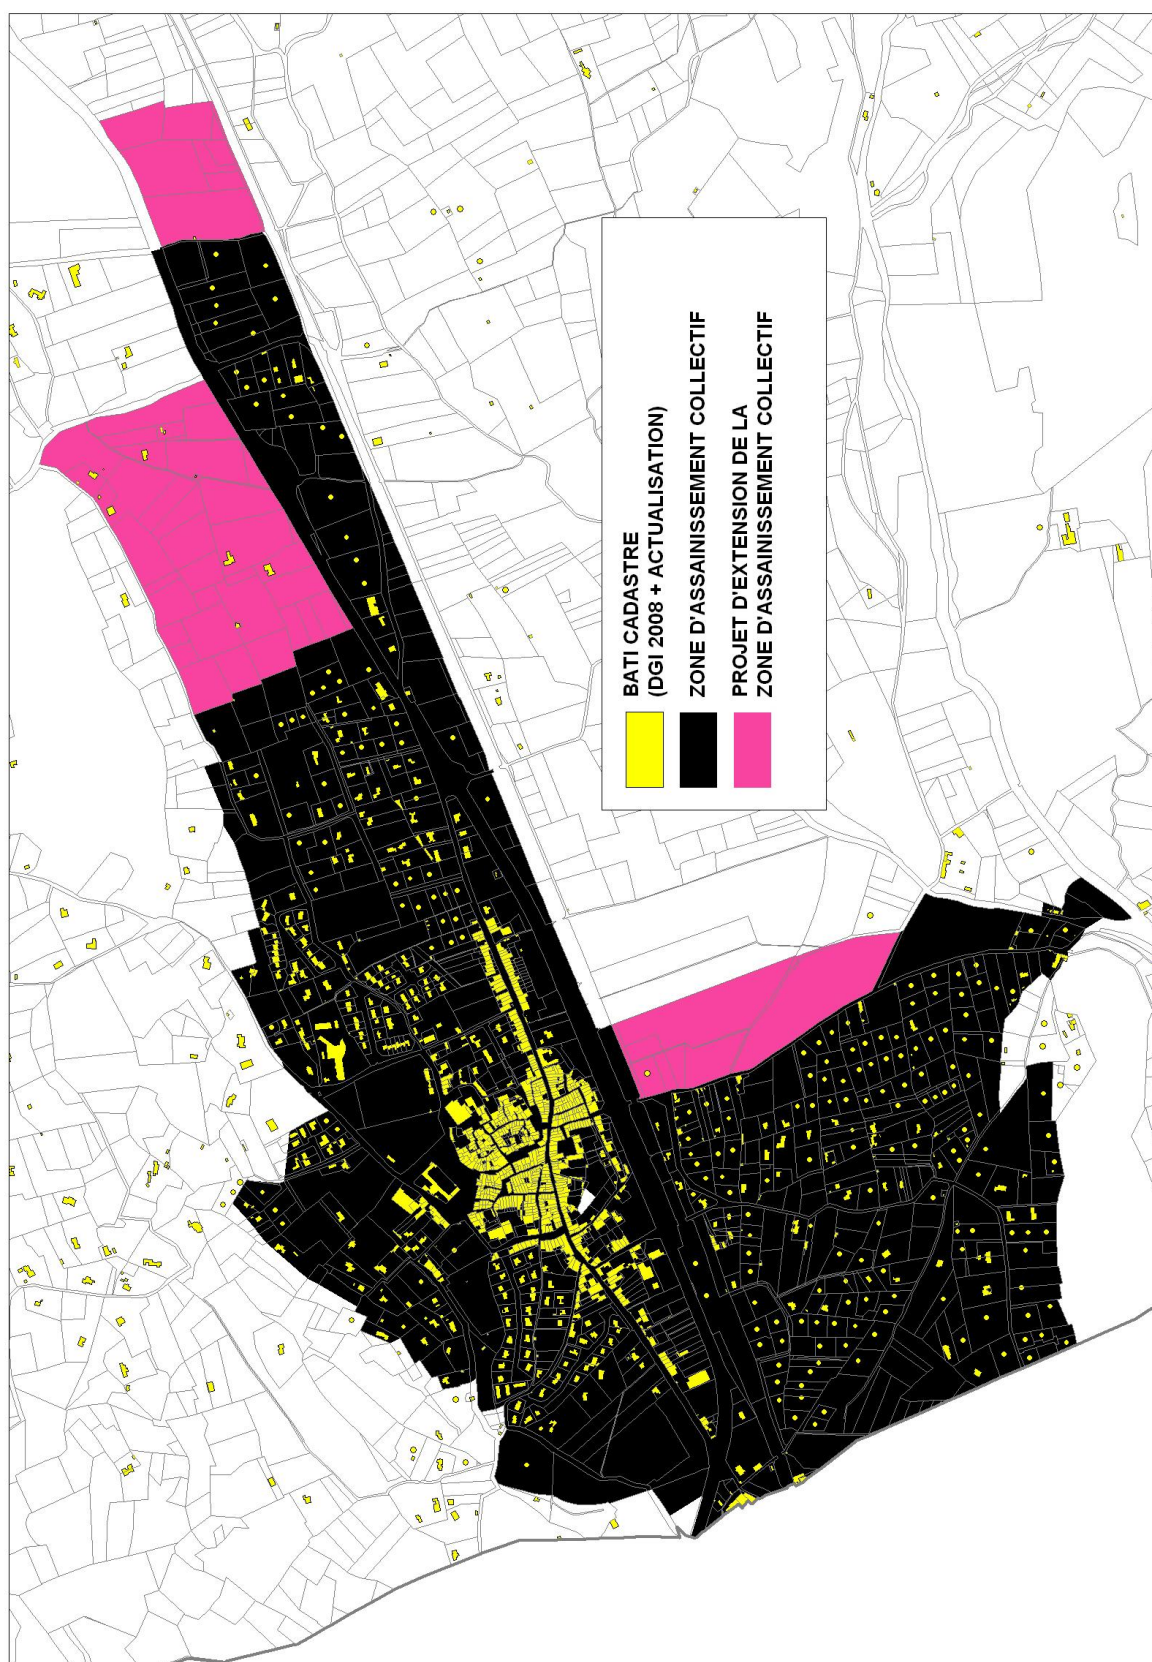 BATI CADASTRE
(DGI 2008 + ACTUALISATION)
ZONE D'ASSAINISSEMENT COLLECTIF
PROJET D'EXTENSION DE LA
ZONE D'ASSAINISSEMENT COLLECTIF